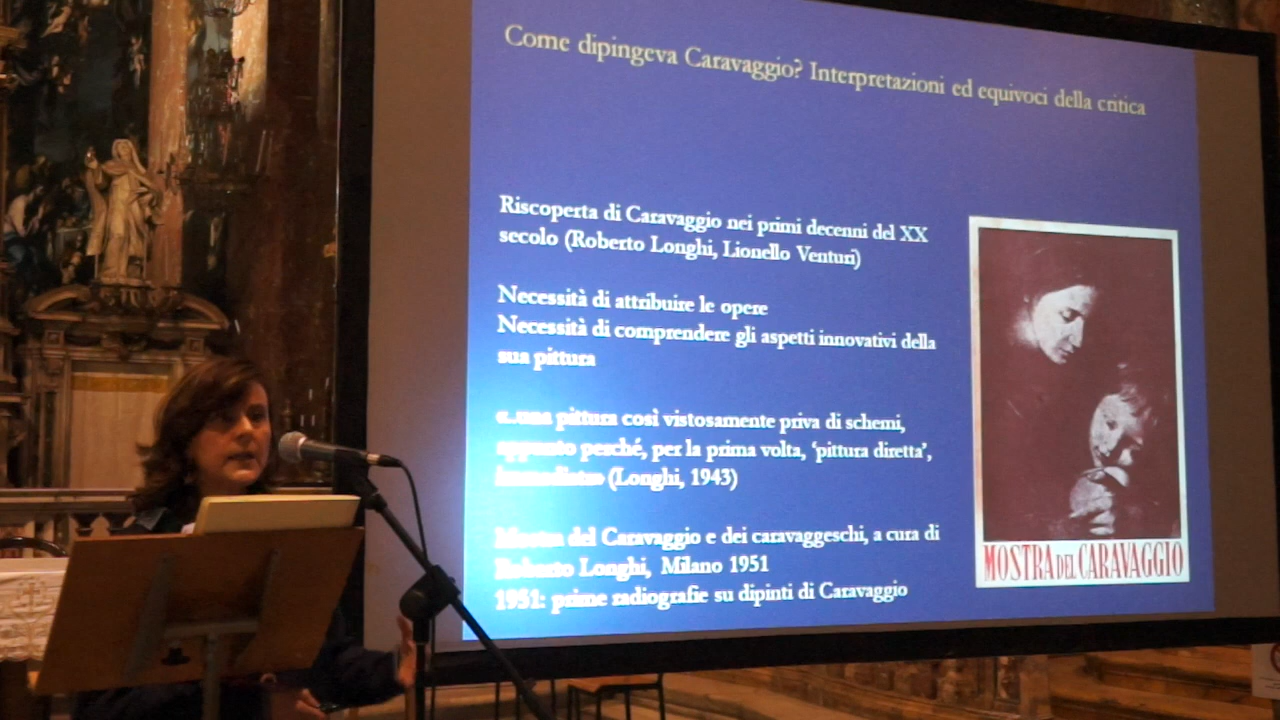 Come dipingeva Caravaggio? Interpretazioni ed equivoci della critica
Riscoperta di Caravaggio nei primi decenni del XX
secolo (Roberto Longhi, Lionello Venturi)
Necessità di attribuire le opere
Necessità di comprendere gli aspetti innovativi della
sua pittura
«..una pittura così vistosamente priva di schemi,
appunto perché, per la prima volta, ‘pittura diretta’,
(Longhi, 1943)
Mostra del Caravaggio e dei caravaggeschi, a cura di
Roberto Longhi, Milano 1951
1951: prime radiografie su dipinti di Caravaggio
MOSTRA DEL CARAVAGGIO